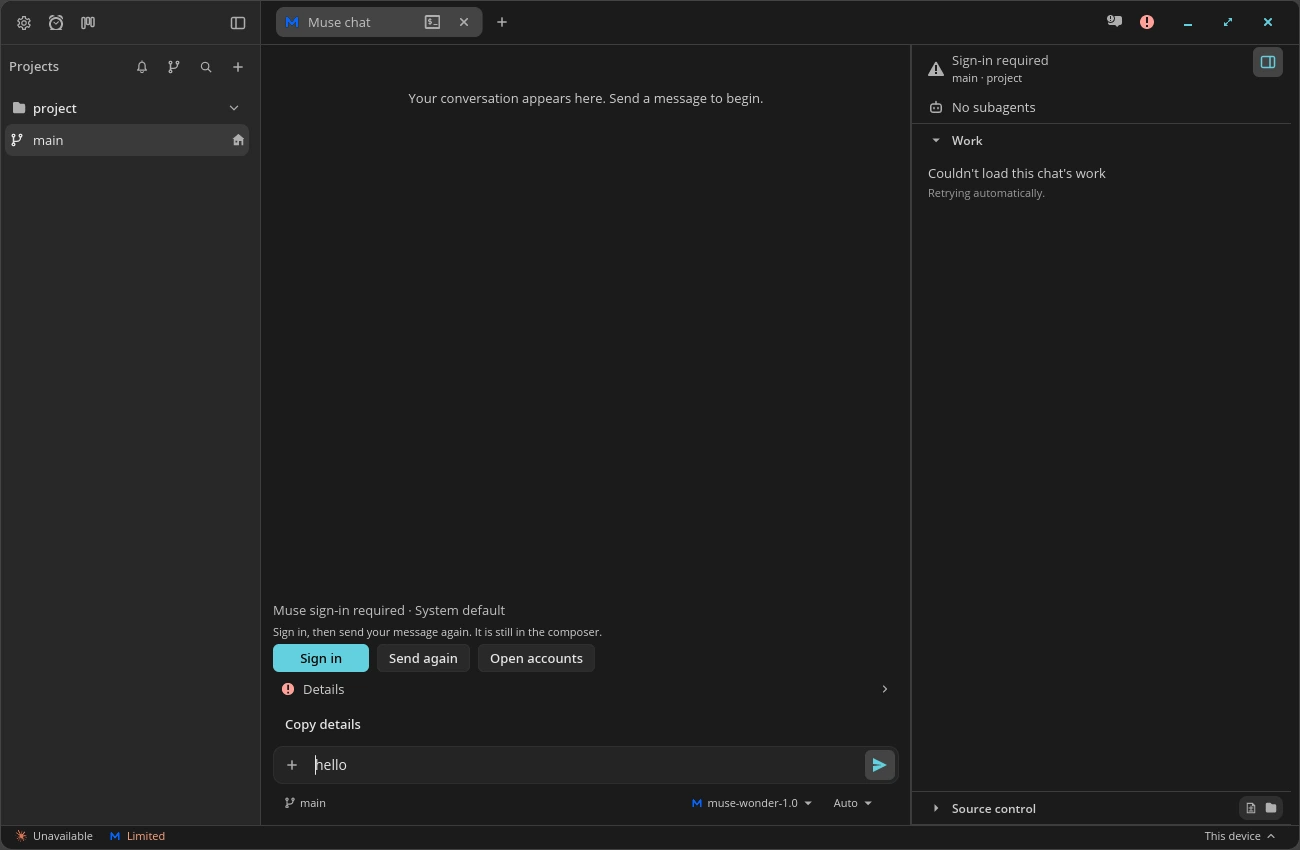 Muse chat
Projects
project
main
Your conversation appears here. Send a message to begin.
Muse sign-in required · System default
Sign in, then send your message again. It is still in the composer.
Sign in
Send again
Open accounts
Details
Copy details
hello
main
muse-wonder-1.0
Auto
Sign-in required
main · project
No subagents
Work
Couldn't load this chat's work
Retrying automatically.
Source control
Unavailable
Limited
This device